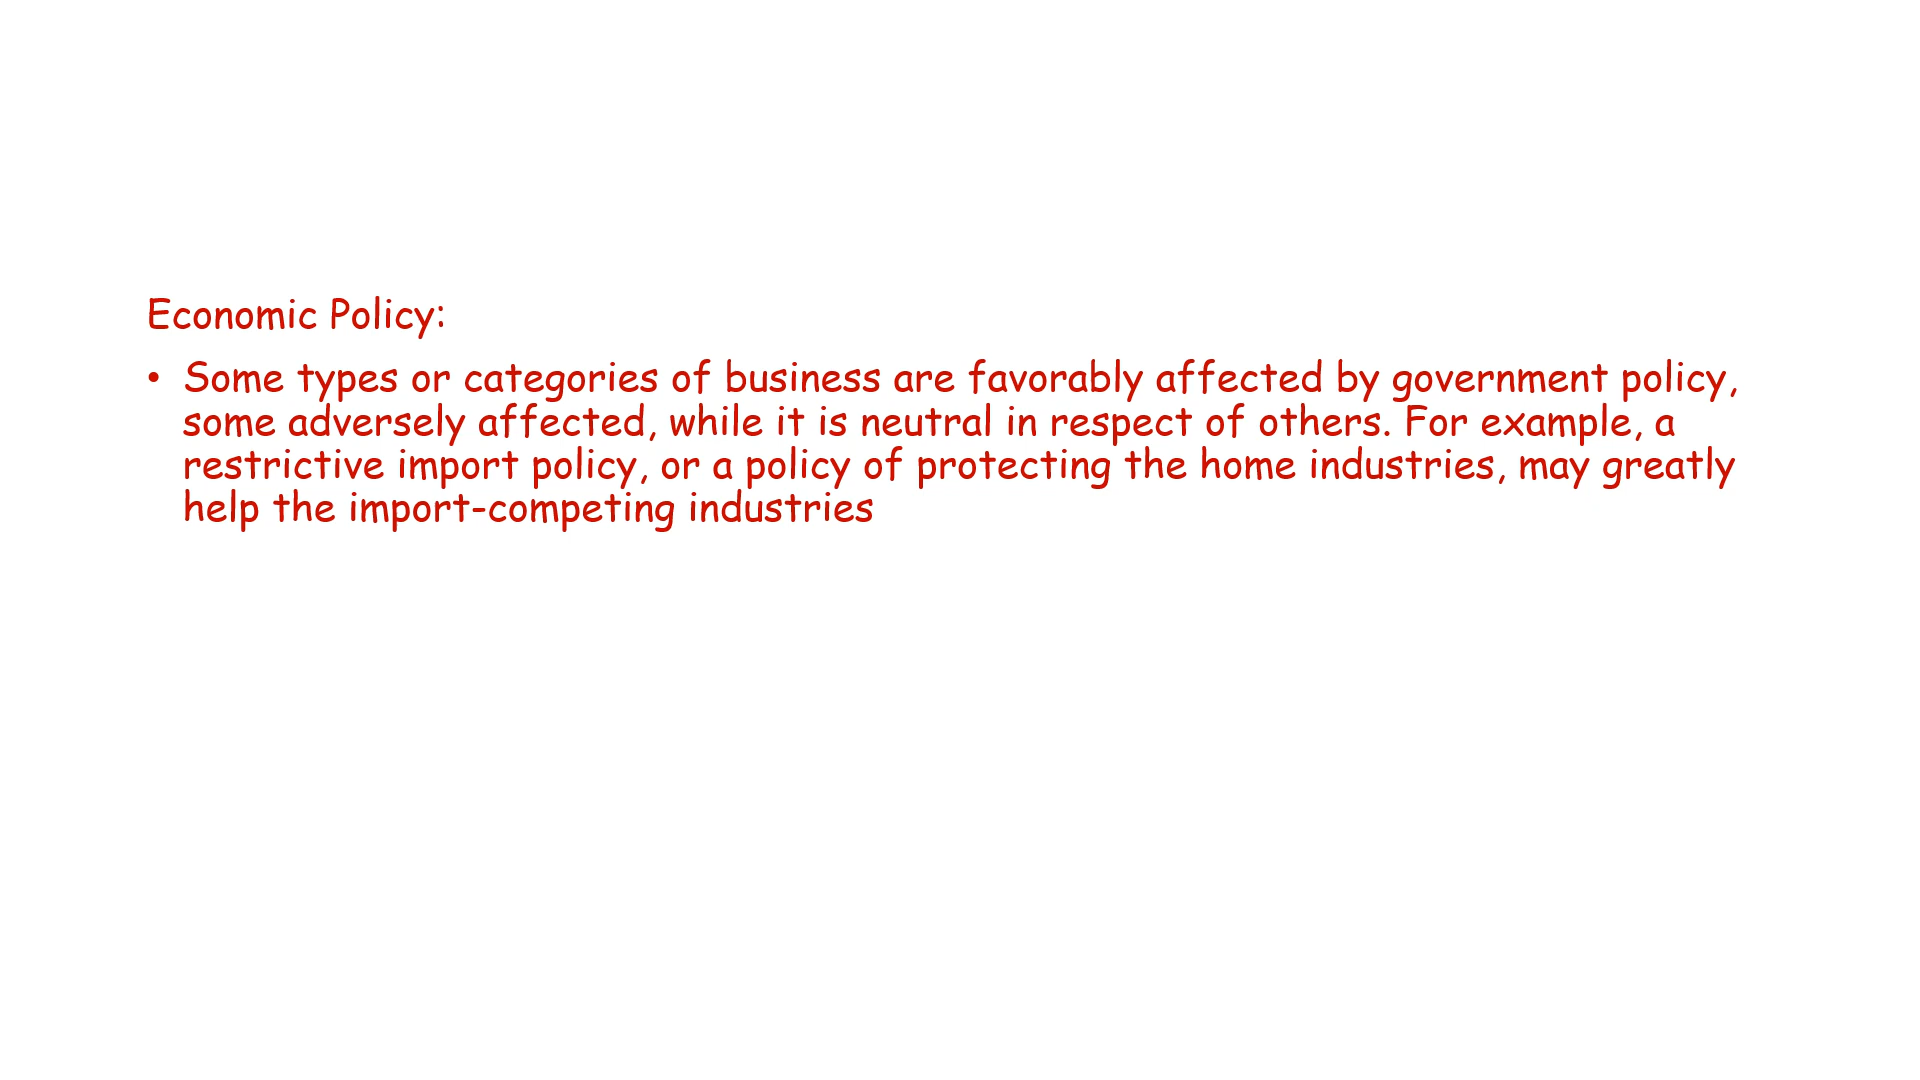 Economic Policy:
• Some types or categories of business are favorably affected by government policy,
some adversely affected, while it is neutral in respect of others. For example, a
restrictive import policy, or a policy of protecting the home industries, may greatly
help the import-competing industries